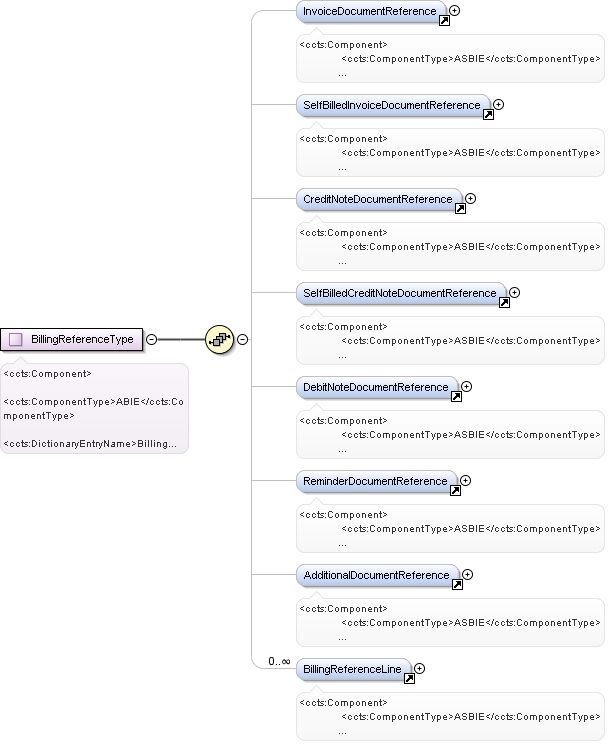 InvoiceDocumentReference
<ccts:Component>
<ccts:ComponentType>ASBIE</ccts:ComponentType>
...
SelfBilledInvoiceDocumentReference
<ccts:Component>
<ccts:ComponentType>ASBIE</ccts:ComponentType>
...
CreditNoteDocumentReference
<ccts:Component>
<ccts:ComponentType>ASBIE</ccts:ComponentType>
...
SelfBilledCreditNoteDocumentReference
<ccts:Component>
<ccts:ComponentType>ASBIE</ccts:ComponentType>
...
BillingReferenceType
<ccts:Component>
<ccts:ComponentType>ABIE</ccts:Co
mponentType>
<ccts:DictionaryEntryName>Billing...
DebitNoteDocumentReference
<ccts:Component>
<ccts:ComponentType>ASBIE</ccts:ComponentType>
...
ReminderDocumentReference
<ccts:Component>
<ccts:ComponentType>ASBIE</ccts:ComponentType>
...
AdditionalDocumentReference
<ccts:Component>
<ccts:ComponentType>ASBIE</ccts:ComponentType>
...
0..∞
BillingReferenceLine
<ccts:Component>
<ccts:ComponentType>ASBIE</ccts:ComponentType>
...